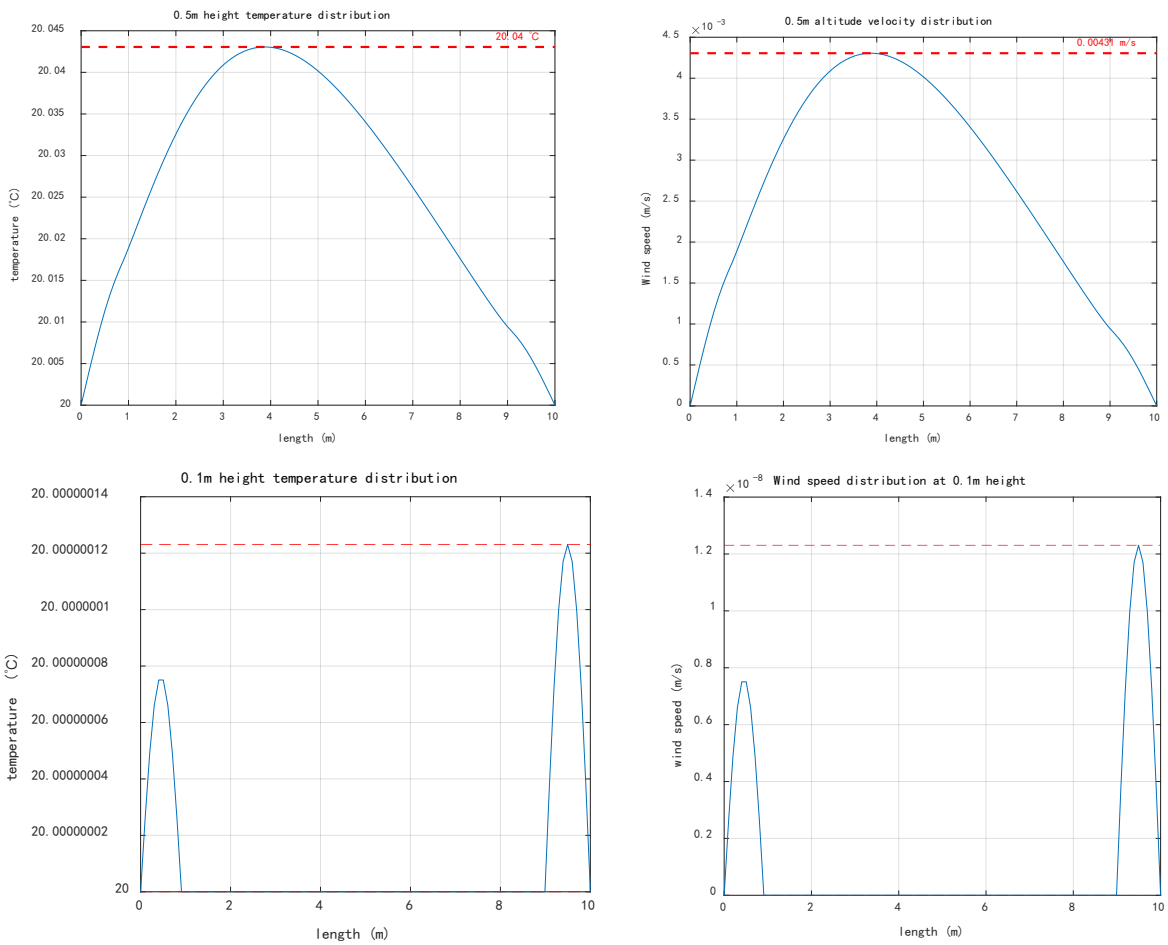 0.5m height temperature distribution
20.045
20.04
20.035
20.03
20.025
20.02
20.015
20.01
20.005
20
20.04 ℃
temperature (℃)
0 1 2 3 4 5 6 7 8 9 10
length (m)
0.5m altitude velocity distribution
×10⁻³
4.5
4
3.5
3
2.5
2
1.5
1
0.5
0
0.00431 m/s
Wind speed (m/s)
0 1 2 3 4 5 6 7 8 9 10
length (m)
0.1m height temperature distribution
20.00000014
20.00000012
20.0000001
20.00000008
20.00000006
20.00000004
20.00000002
20
temperature (℃)
0 2 4 6 8 10
length (m)
×10⁻⁸ Wind speed distribution at 0.1m height
1.4
1.2
1
0.8
0.6
0.4
0.2
0
wind speed (m/s)
0 2 4 6 8 10
length (m)